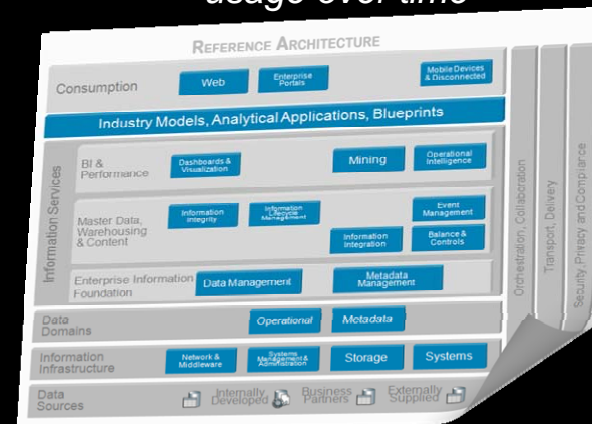 usage over time
REFERENCE ARCHITECTURE
Consumption
Web
Enterprise
Portals
Mobile Devices
& Disconnected
Industry Models, Analytical Applications, Blueprints
Information Services
BI &
Performance
Dashboards &
Visualization
Mining
Operational
Intelligence
Master Data,
Warehousing
& Content
Information
Integrity
Information
Lifecycle
Management
Event
Management
Information
Integration
Balance &
Controls
Enterprise Information
Foundation
Data Management
Metadata
Management
Data
Domains
Operational
Metadata
Information
Infrastructure
Network &
Middleware
Systems
Management &
Administration
Storage
Systems
Data
Sources
Internally
Developed
Business
Partners
Externally
Supplied
Orchestration, Collaboration
Transport, Delivery
Security, Privacy and Compliance